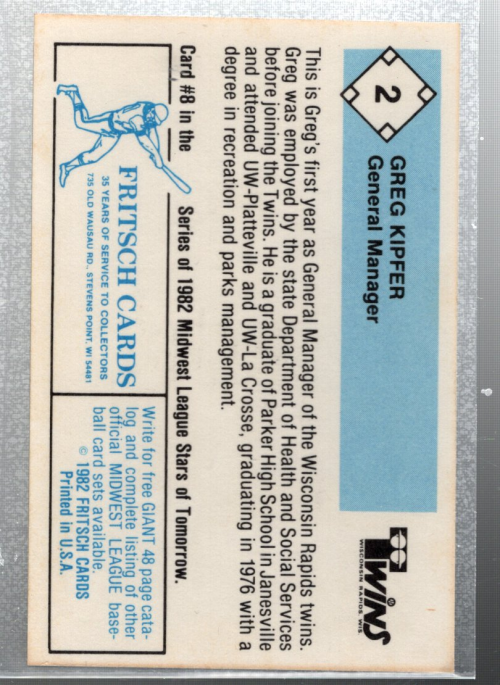 2
GREG KIPFER
General Manager
TWINS
WISCONSIN RAPIDS, WIS.
This is Greg's first year as General Manager of the Wisconsin Rapids twins.
Greg was employed by the state Department of Health and Social Services
before joining the Twins. He is a graduate of Parker High School in Janesville
and attended UW-Platteville and UW-La Crosse, graduating in 1976 with a
degree in recreation and parks management.
Card #8 in the Series of 1982 Midwest League Stars of Tomorrow.
FRITSCH CARDS
35 YEARS OF SERVICE TO COLLECTORS
735 OLD WAUSAU RD., STEVENS POINT, WI 54481
Write for free GIANT 48 page cata-
log and complete listing of other
official MIDWEST LEAGUE base-
ball card sets available.
© 1982 FRITSCH CARDS
Printed in U.S.A.